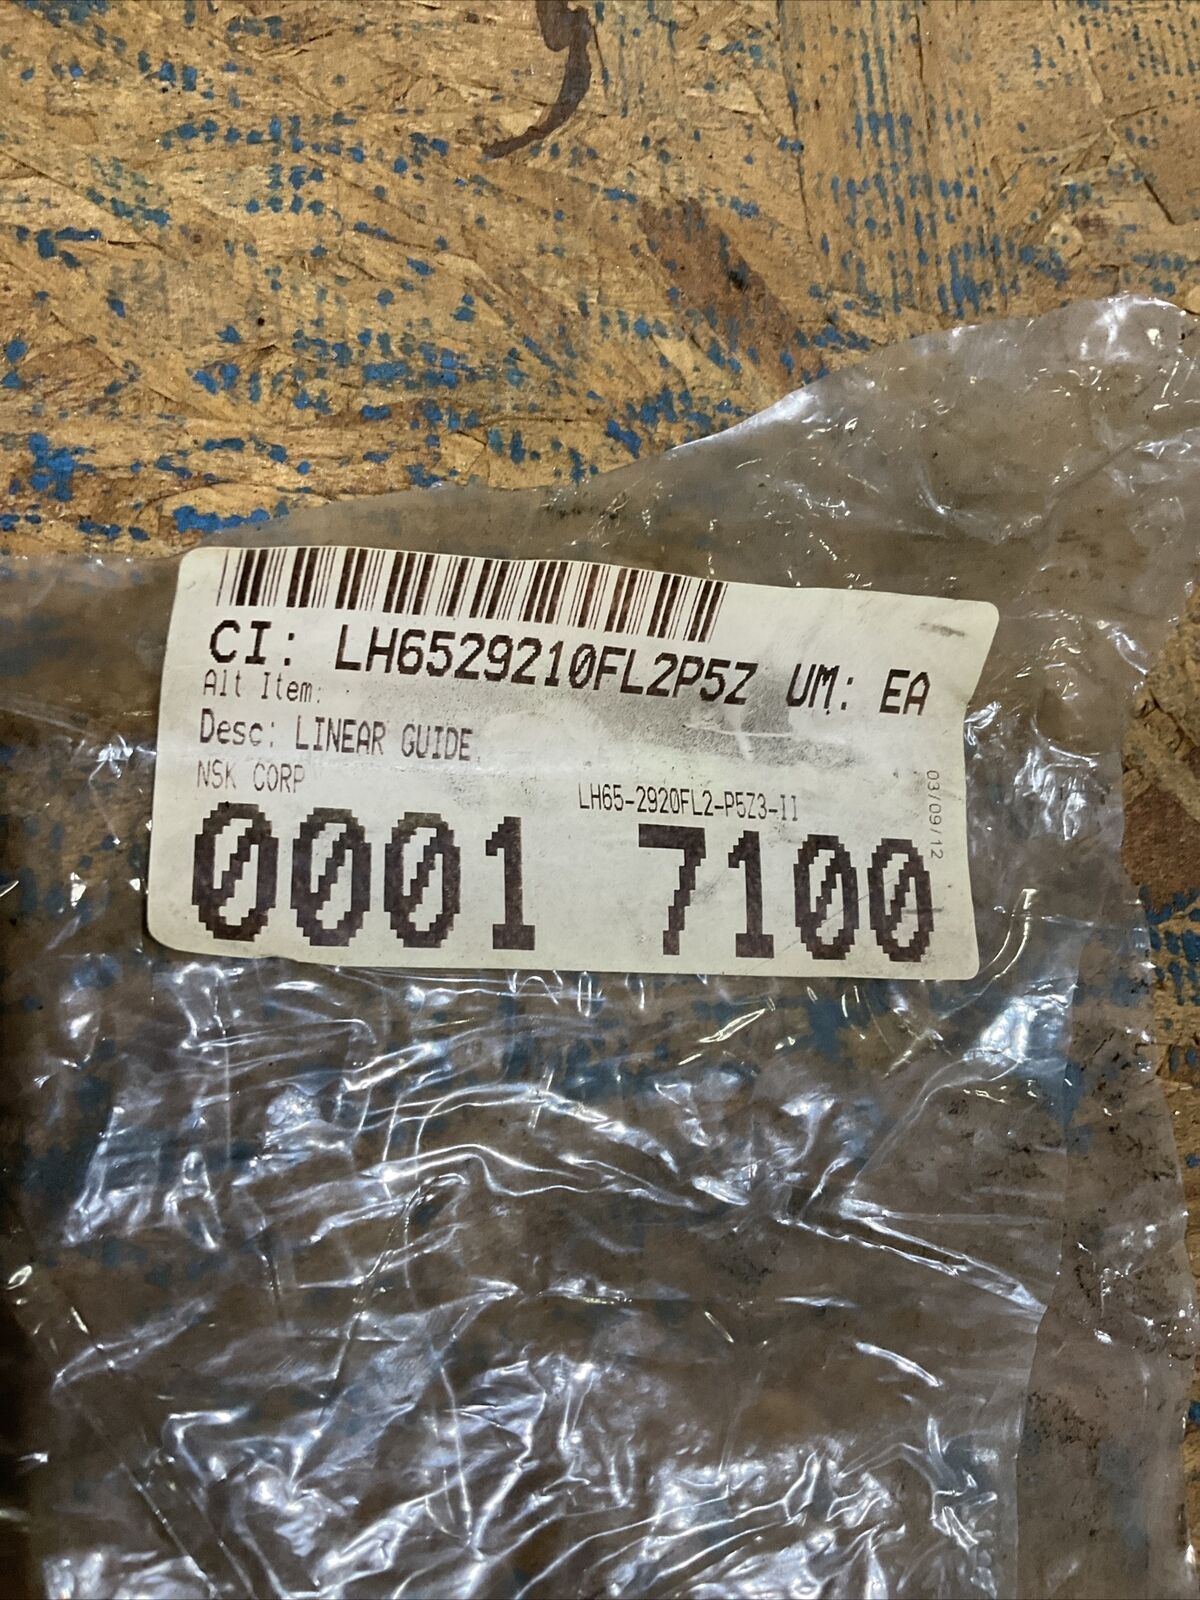 CI: LH6529210FL2P5Z UM: EA
Alt Item:
Desc: LINEAR GUIDE,
NSK CORP
LH65-2920FL2-P5Z3-II
03/09/12
0001 7100